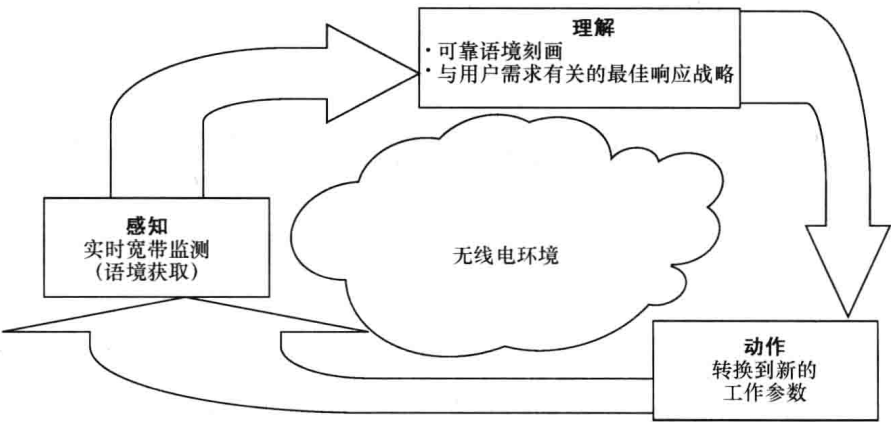 理解
·可靠语境刻画
·与用户需求有关的最佳响应战略
感知
实时宽带监测
(语境获取)
无线电环境
动作
转换到新的
工作参数